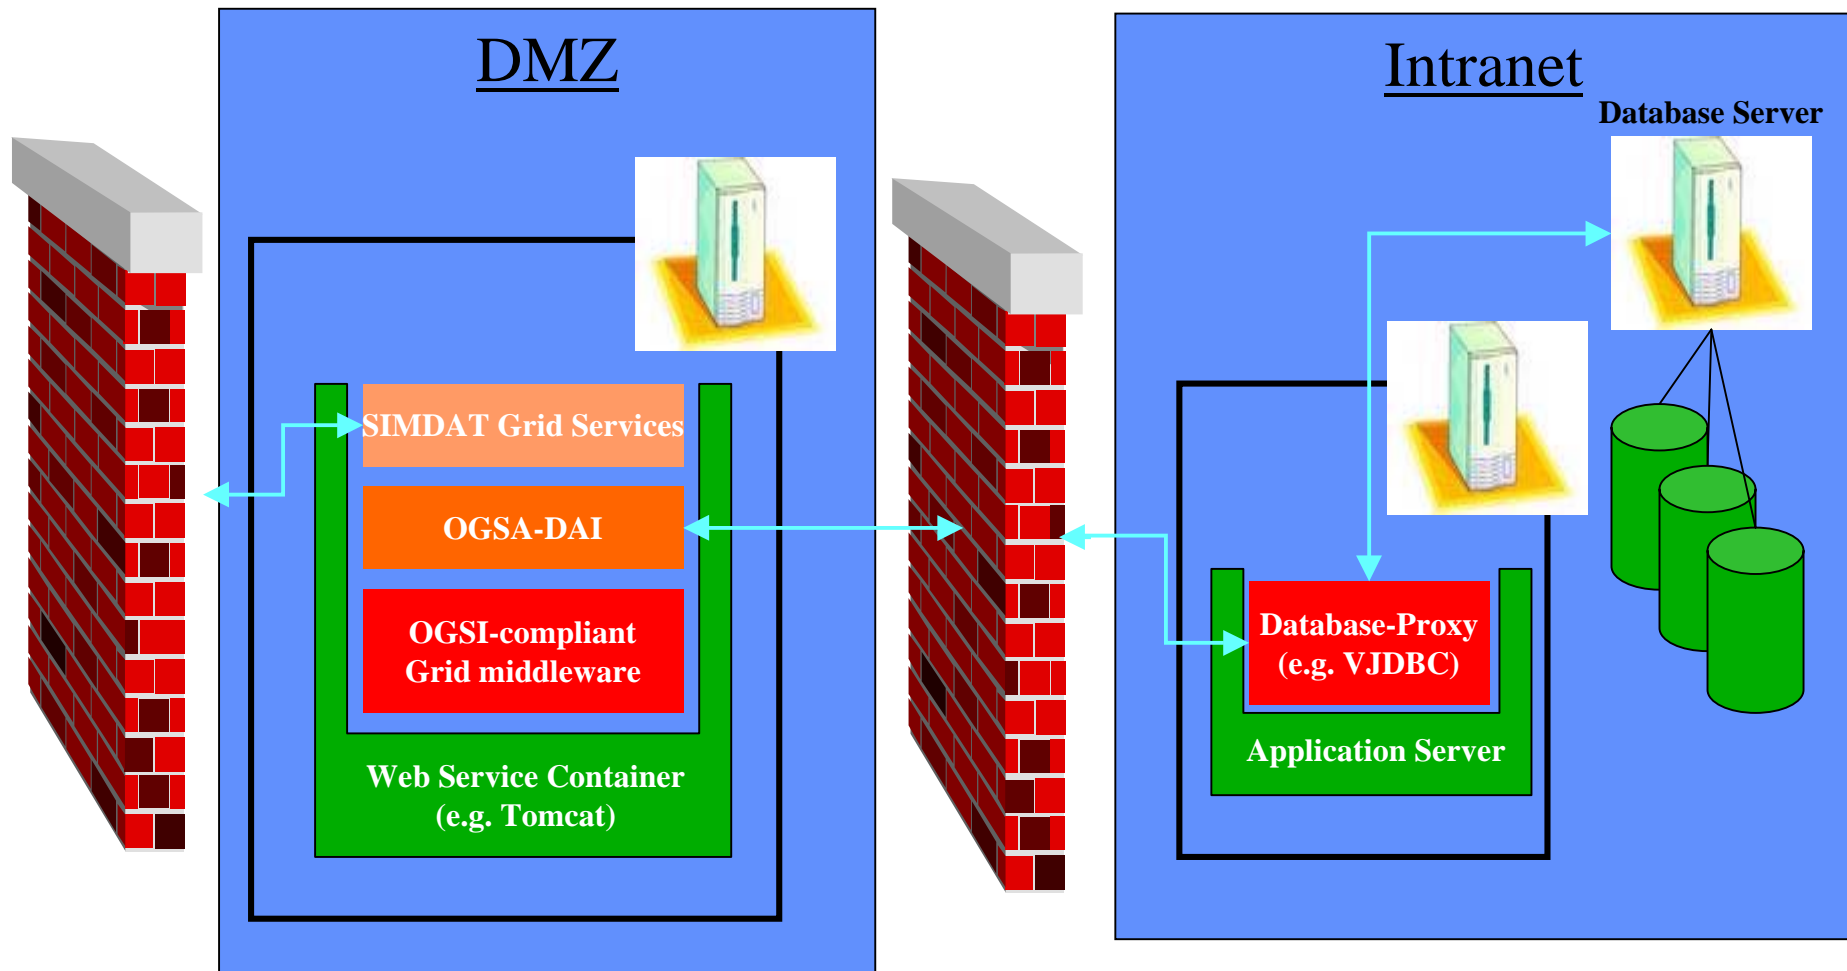 DMZ
SIMDAT Grid Services
OGSA-DAI
OGSI-compliant
Grid middleware
Web Service Container
(e.g. Tomcat)
Intranet
Database Server
Database-Proxy
(e.g. VJDBC)
Application Server